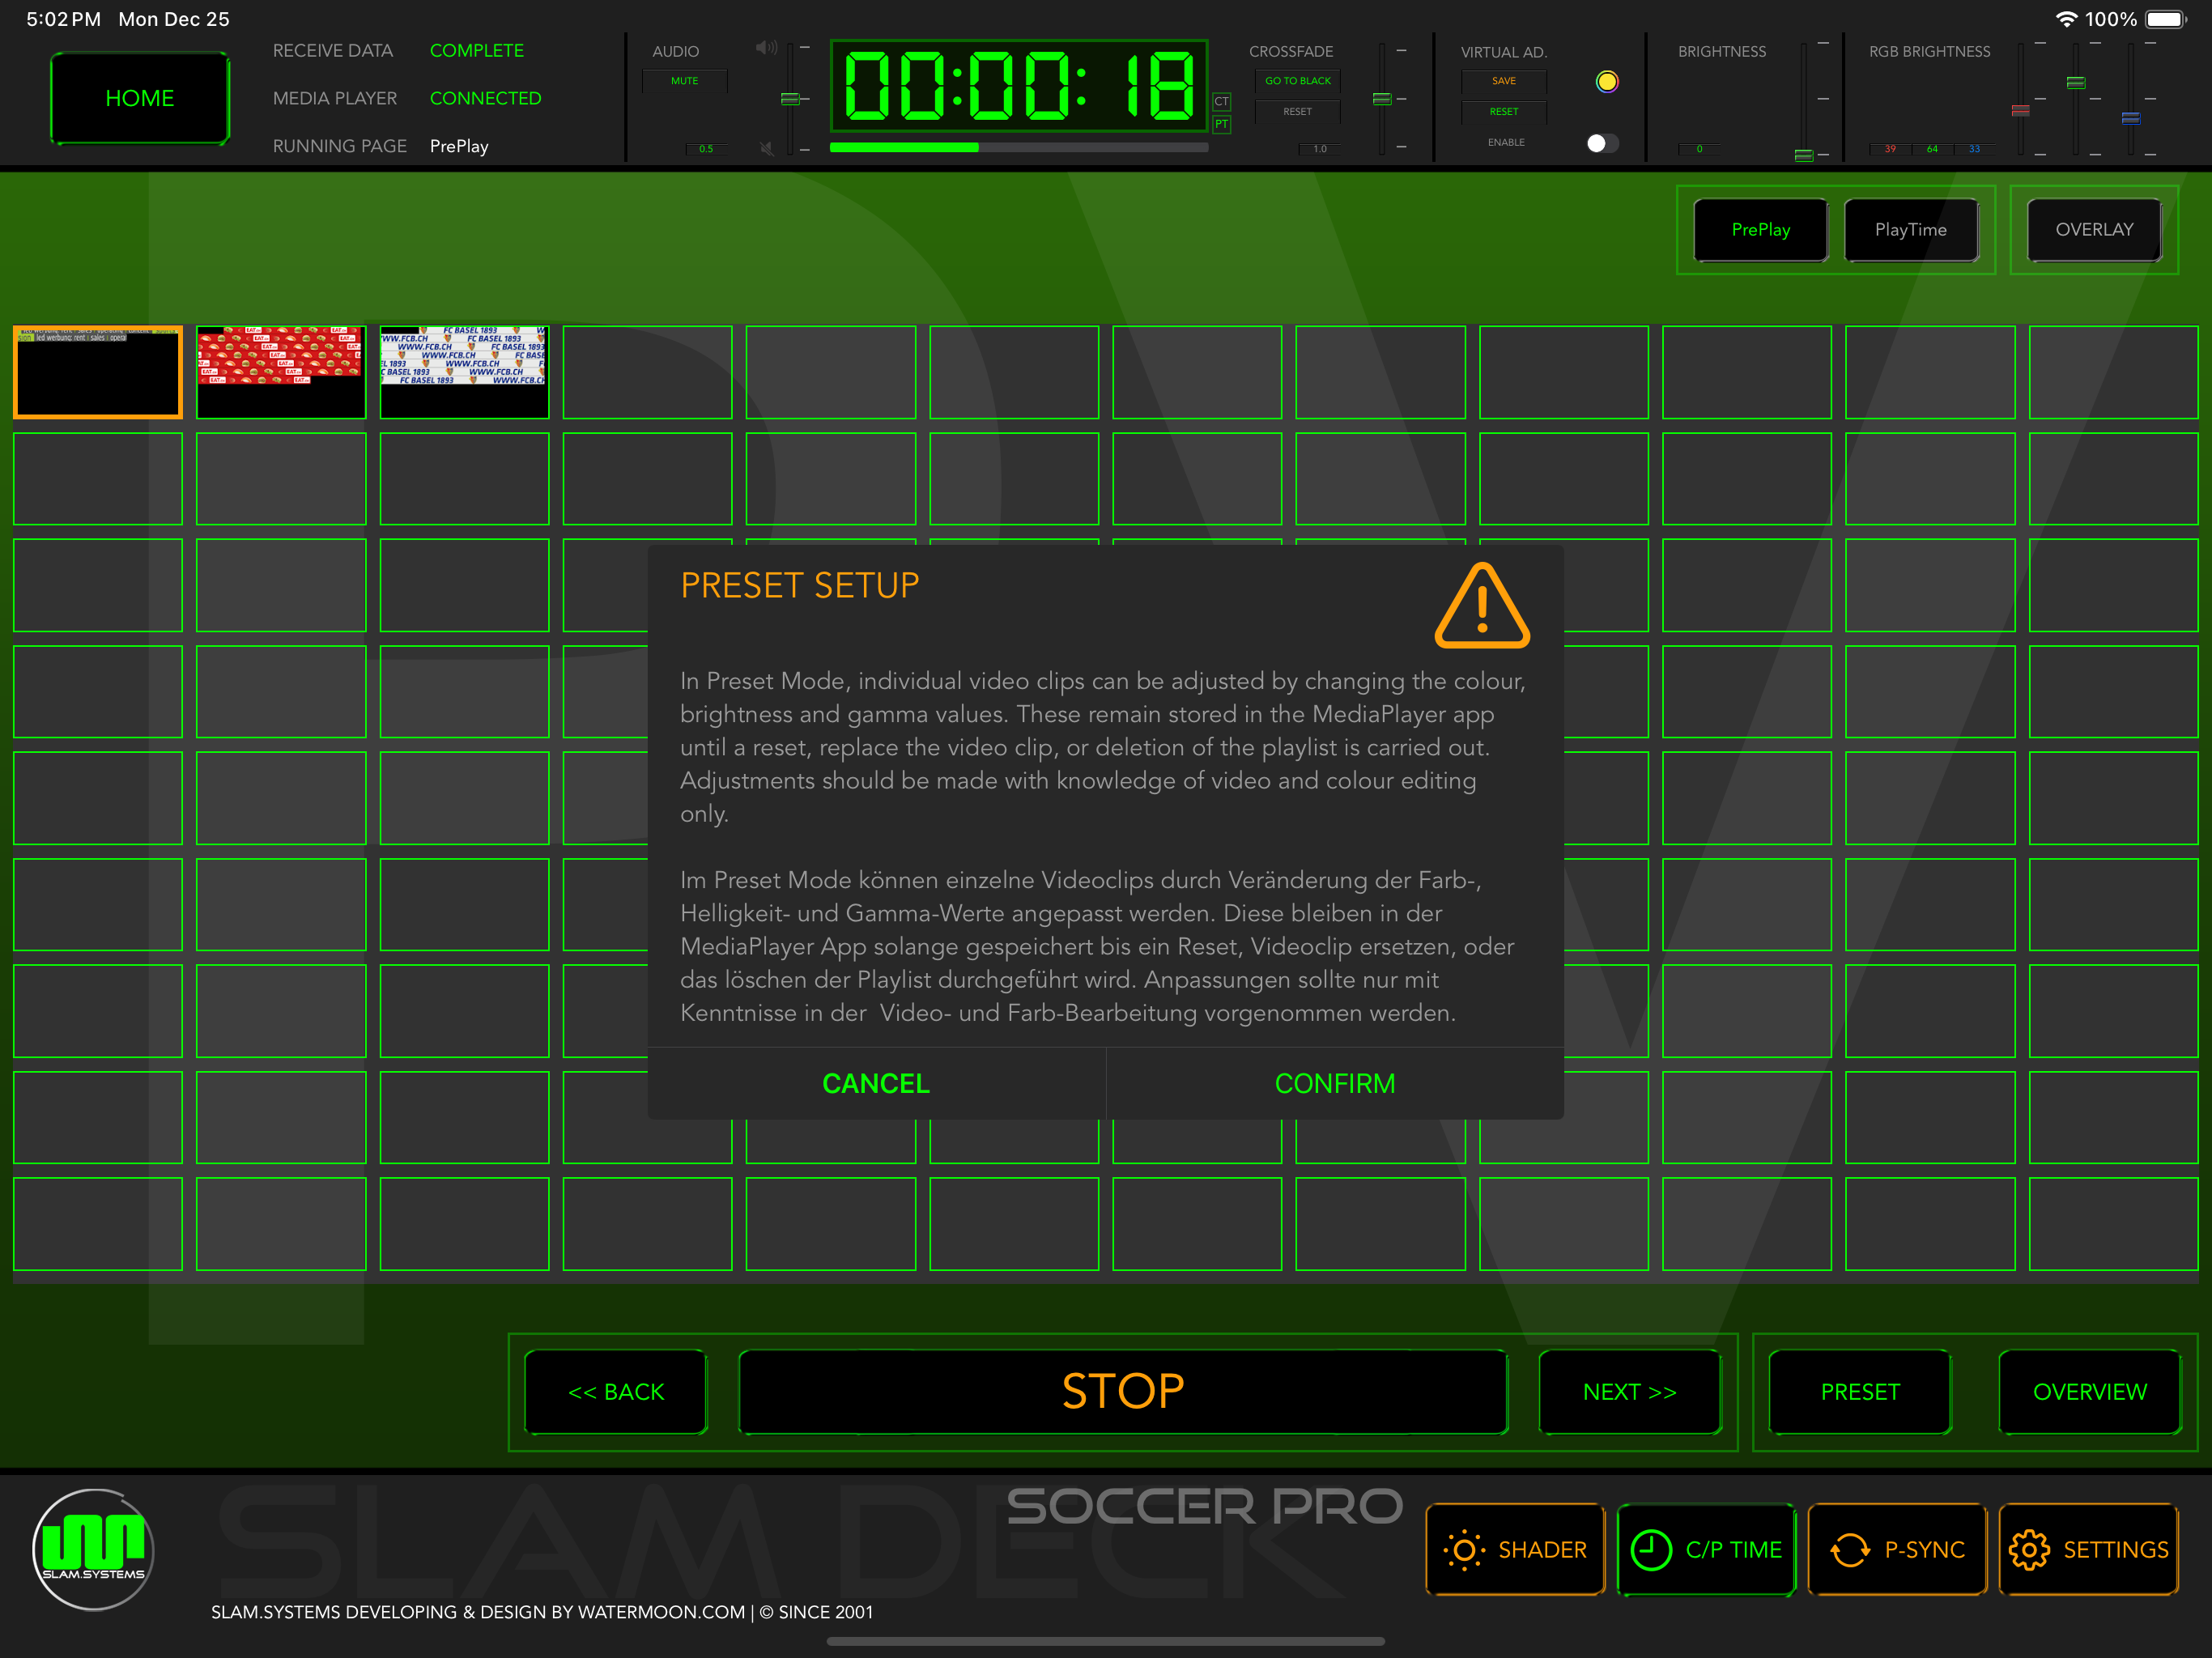 5:02 PM Mon Dec 25
100%
HOME
RECEIVE DATA COMPLETE
MEDIA PLAYER CONNECTED
RUNNING PAGE PrePlay
AUDIO
MUTE
0.5
00:00:18
CT
PT
CROSSFADE
GO TO BLACK
RESET
1.0
VIRTUAL AD.
SAVE
RESET
ENABLE
BRIGHTNESS
0
RGB BRIGHTNESS
39 64 33
PrePlay
PlayTime
OVERLAY
led werbung: rent | sales | opera
EAT
FC BASEL 1893
WWW.FCB.CH
PRESET SETUP
In Preset Mode, individual video clips can be adjusted by changing the colour,
brightness and gamma values. These remain stored in the MediaPlayer app
until a reset, replace the video clip, or deletion of the playlist is carried out.
Adjustments should be made with knowledge of video and colour editing
only.
Im Preset Mode können einzelne Videoclips durch Veränderung der Farb-,
Helligkeit- und Gamma-Werte angepasst werden. Diese bleiben in der
MediaPlayer App solange gespeichert bis ein Reset, Videoclip ersetzen, oder
das löschen der Playlist durchgeführt wird. Anpassungen sollte nur mit
Kenntnisse in der  Video- und Farb-Bearbeitung vorgenommen werden.
CANCEL
CONFIRM
<< BACK
STOP
NEXT >>
PRESET
OVERVIEW
SLAM.SYSTEMS
SLAM DECK
SOCCER PRO
SHADER
C/P TIME
P-SYNC
SETTINGS
SLAM.SYSTEMS DEVELOPING & DESIGN BY WATERMOON.COM | © SINCE 2001